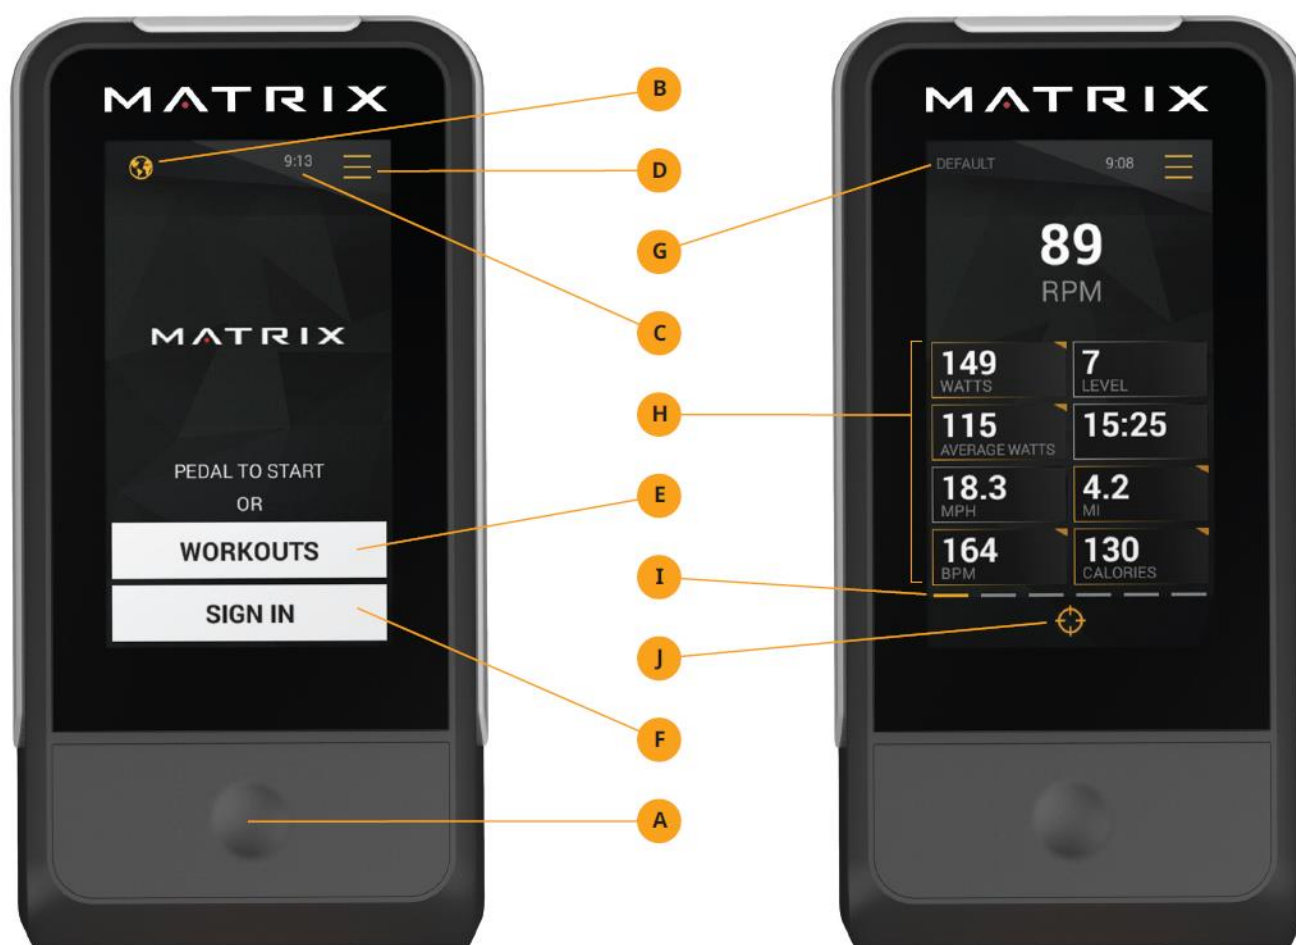 MATRIX
9:13
MATRIX
PEDAL TO START
OR
WORKOUTS
SIGN IN
B
D
G
C
H
E
I
J
F
A
MATRIX
DEFAULT 9:08
89
RPM
149
WATTS
7
LEVEL
115
AVERAGE WATTS
15:25
18.3
MPH
4.2
MI
164
BPM
130
CALORIES